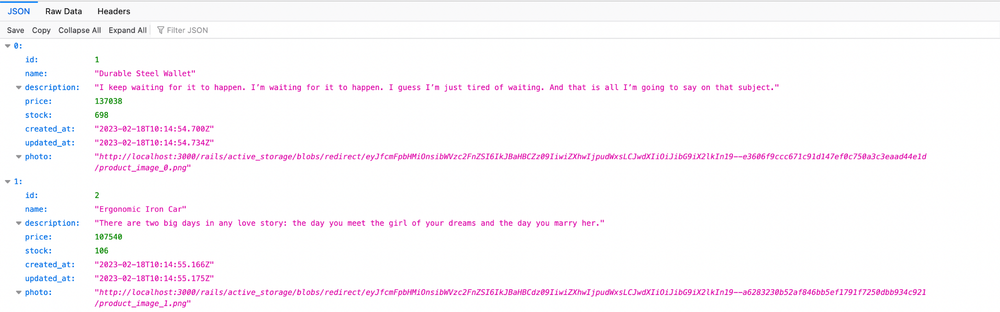 JSON Raw Data Headers
Save Copy Collapse All Expand All Filter JSON
0:
id: 1
name: "Durable Steel Wallet"
description: "I keep waiting for it to happen. I’m waiting for it to happen. I guess I’m just tired of waiting. And that is all I’m going to say on that subject."
price: 137038
stock: 698
created_at: "2023-02-18T10:14:54.700Z"
updated_at: "2023-02-18T10:14:54.734Z"
photo: "http://localhost:3000/rails/active_storage/blobs/redirect/eyJfcmFpbHMiOnsibWVzc2FnZSI6IkJBaHBCZz09IiwiZXhwIjpudWxsLCJwdXIiOiJibG9iX2lkIn19--e3606f9ccc671c91d147ef0c750a3c3eaad44e1d
/product_image_0.png"
1:
id: 2
name: "Ergonomic Iron Car"
description: "There are two big days in any love story: the day you meet the girl of your dreams and the day you marry her."
price: 107540
stock: 106
created_at: "2023-02-18T10:14:55.166Z"
updated_at: "2023-02-18T10:14:55.175Z"
photo: "http://localhost:3000/rails/active_storage/blobs/redirect/eyJfcmFpbHMiOnsibWVzc2FnZSI6IkJBaHBCdz09IiwiZXhwIjpudWxsLCJwdXIiOiJibG9iX2lkIn19--a6283230b52af846bb5ef1791f7250dbb934c921
/product_image_1.png"